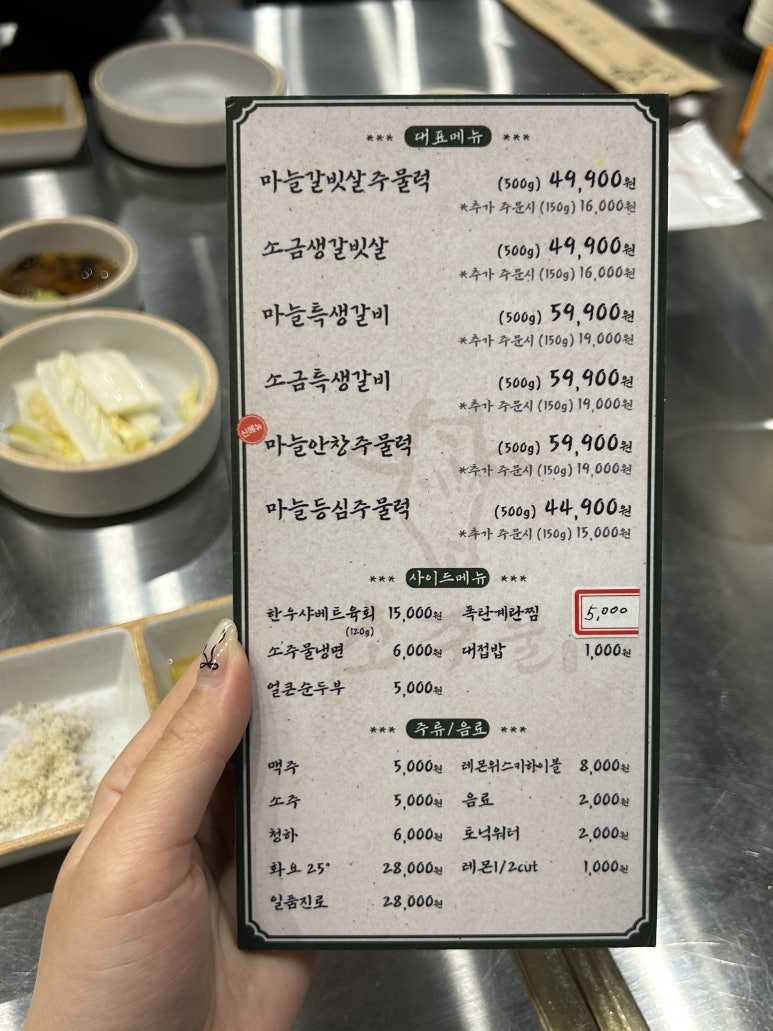 *** 대표메뉴 ***
마늘갈빗살주물럭 (500g) 49,900원
*추가 주문시 (150g) 16,000원
소금생갈빗살 (500g) 49,900원
*추가 주문시 (150g) 16,000원
마늘특생갈비 (500g) 59,900원
*추가 주문시 (150g) 19,000원
소금특생갈비 (500g) 59,900원
*추가 주문시 (150g) 19,000원
신메뉴
마늘안창주물럭 (500g) 59,900원
*추가 주문시 (150g) 19,000원
마늘등심주물럭 (500g) 44,900원
*추가 주문시 (150g) 15,000원
*** 사이드메뉴 ***
한우샤베트육회 15,000원 폭탄계란찜 5,000
(120g)
소주물냉면 6,000원 대접밥 1,000원
얼큰순두부 5,000원
*** 주류/음료 ***
맥주 5,000원 레몬위스키하이볼 8,000원
소주 5,000원 음료 2,000원
청하 6,000원 토닉워터 2,000원
화요 25° 28,000원 레몬1/2cut 1,000원
일품진로 28,000원